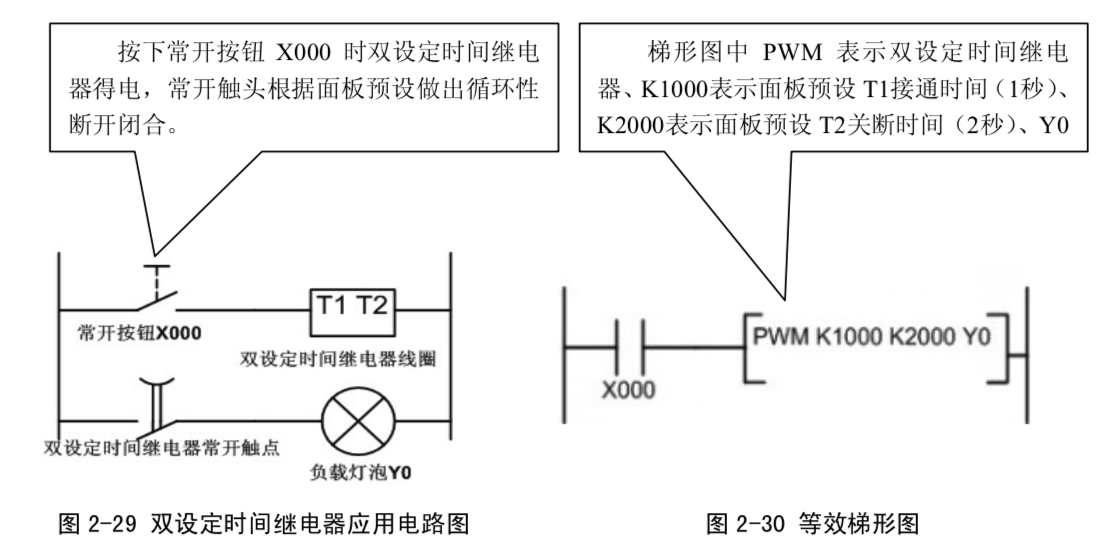 按下常开按钮 X000 时双设定时间继电
器得电，常开触头根据面板预设做出循环性
断开闭合。
梯形图中 PWM 表示双设定时间继电
器、K1000表示面板预设 T1接通时间（1秒）、
K2000表示面板预设 T2关断时间（2秒）、Y0
T1 T2
常开按钮X000
双设定时间继电器线圈
双设定时间继电器常开触点
负载灯泡Y0
PWM K1000 K2000 Y0
X000
图 2-29 双设定时间继电器应用电路图
图 2-30 等效梯形图